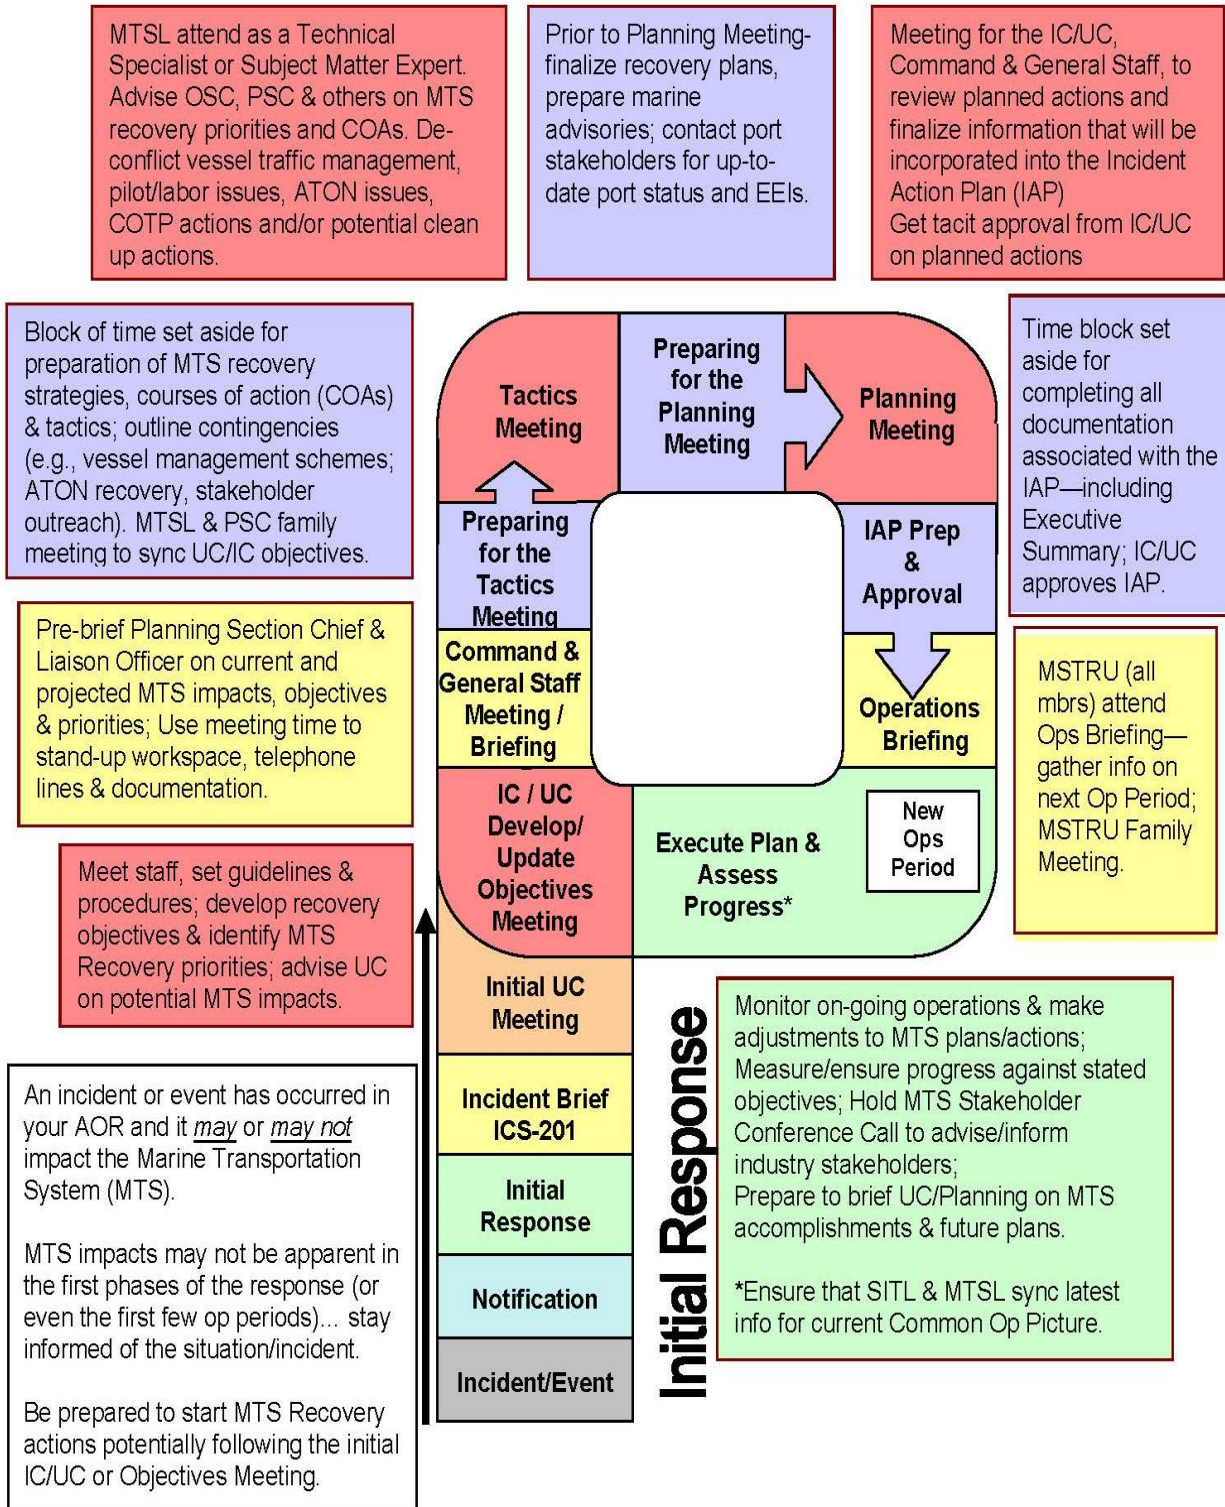 MTSL attend as a Technical
Specialist or Subject Matter Expert.
Advise OSC, PSC & others on MTS
recovery priorities and COAs. De-
conflict vessel traffic management,
pilot/labor issues, ATON issues,
COTP actions and/or potential clean
up actions.
Prior to Planning Meeting-
finalize recovery plans,
prepare marine
advisories; contact port
stakeholders for up-to-
date port status and EEIs.
Meeting for the IC/UC,
Command & General Staff, to
review planned actions and
finalize information that will be
incorporated into the Incident
Action Plan (IAP)
Get tacit approval from IC/UC
on planned actions
Block of time set aside for
preparation of MTS recovery
strategies, courses of action (COAs)
& tactics; outline contingencies
(e.g., vessel management schemes;
ATON recovery, stakeholder
outreach). MTSL & PSC family
meeting to sync UC/IC objectives.
Tactics
Meeting
Preparing
for the
Planning
Meeting
Planning
Meeting
Time block set
aside for
completing all
documentation
associated with the
IAP—including
Executive
Summary; IC/UC
approves IAP.
Preparing
for the
Tactics
Meeting
IAP Prep
&
Approval
Pre-brief Planning Section Chief &
Liaison Officer on current and
projected MTS impacts, objectives
& priorities; Use meeting time to
stand-up workspace, telephone
lines & documentation.
Command &
General Staff
Meeting /
Briefing
Operations
Briefing
MSTRU (all
mbrs) attend
Ops Briefing—
gather info on
next Op Period;
MSTRU Family
Meeting.
Meet staff, set guidelines &
procedures; develop recovery
objectives & identify MTS
Recovery priorities; advise UC
on potential MTS impacts.
IC / UC
Develop/
Update
Objectives
Meeting
Execute Plan &
Assess
Progress*
New
Ops
Period
Initial UC
Meeting
Incident Brief
ICS-201
Initial
Response
Notification
Incident/Event
Initial Response
An incident or event has occurred in
your AOR and it may or may not
impact the Marine Transportation
System (MTS).
MTS impacts may not be apparent in
the first phases of the response (or
even the first few op periods)... stay
informed of the situation/incident.
Be prepared to start MTS Recovery
actions potentially following the initial
IC/UC or Objectives Meeting.
Monitor on-going operations & make
adjustments to MTS plans/actions;
Measure/ensure progress against stated
objectives; Hold MTS Stakeholder
Conference Call to advise/inform
industry stakeholders;
Prepare to brief UC/Planning on MTS
accomplishments & future plans.
*Ensure that SITL & MTSL sync latest
info for current Common Op Picture.